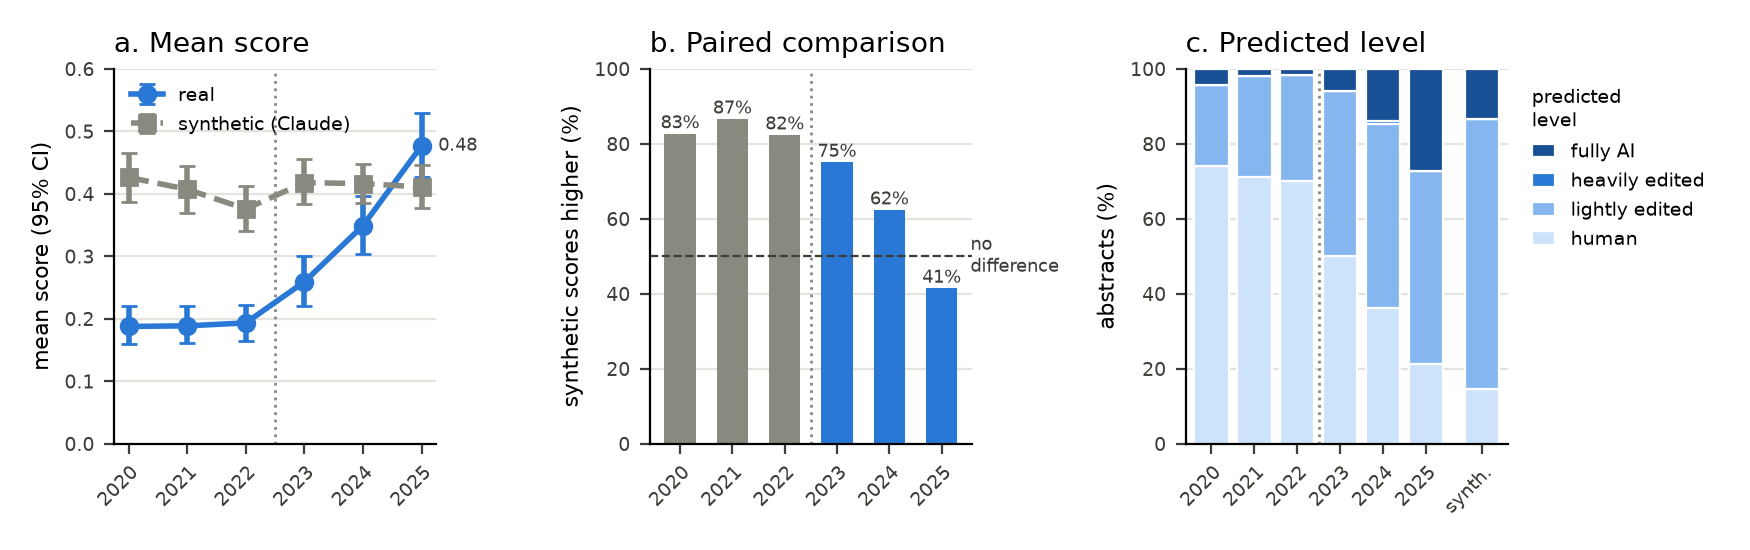 a. Mean score
mean score (95% CI)
0.6
0.5
0.4
0.3
0.2
0.1
0.0
real
synthetic (Claude)
0.48
2020
2021
2022
2023
2024
2025
b. Paired comparison
synthetic scores higher (%)
100
80
60
40
20
0
83%
87%
82%
75%
62%
41%
no
difference
2020
2021
2022
2023
2024
2025
c. Predicted level
abstracts (%)
100
80
60
40
20
0
2020
2021
2022
2023
2024
2025
synth.
predicted
level
fully AI
heavily edited
lightly edited
human